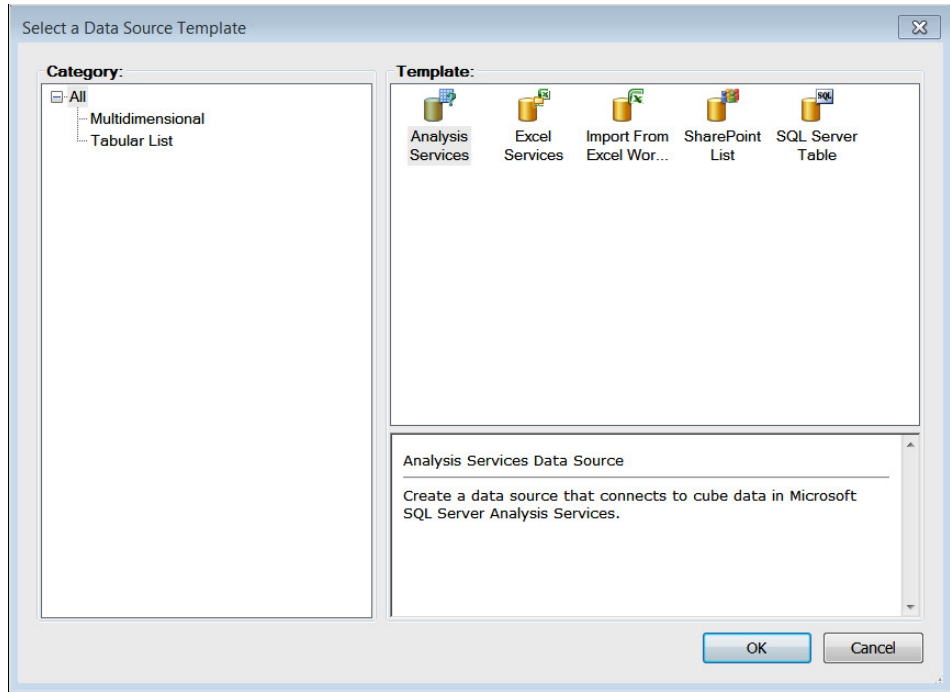 Select a Data Source Template
Category:
All
Multidimensional
Tabular List
Template:
Analysis
Services
Excel
Services
Import From
Excel Wor...
SharePoint
List
SQL
SQL Server
Table
Analysis Services Data Source
Create a data source that connects to cube data in Microsoft
SQL Server Analysis Services.
OK
Cancel